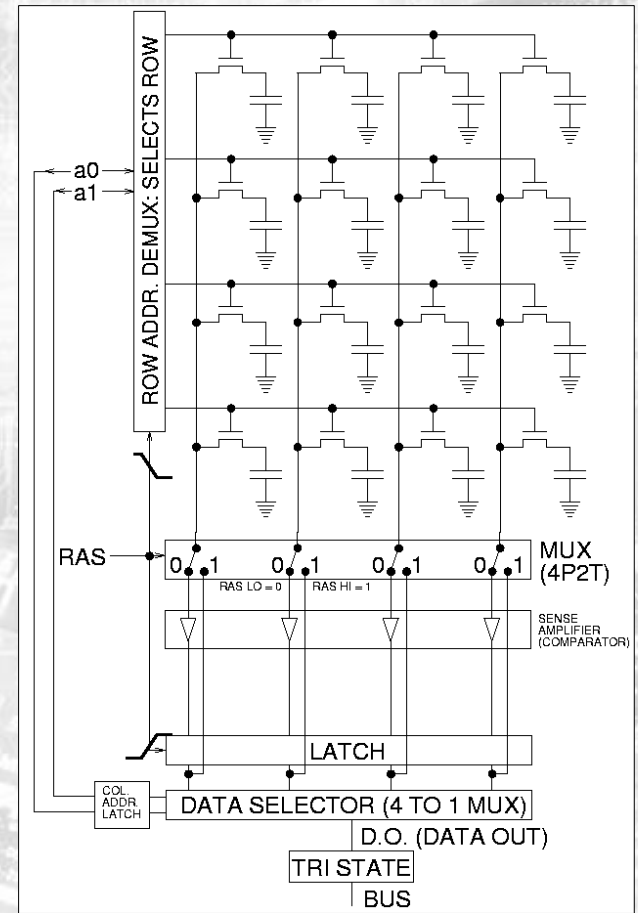 ROW ADDR. DEMUX: SELECTS ROW
a0
a1
RAS
0 1 0 1 0 1 0 1
RAS LO = 0 RAS HI = 1
MUX
(4P2T)
SENSE
AMPLIFIER
(COMPARATOR)
LATCH
COL.
ADDR.
LATCH
DATA SELECTOR (4 TO 1 MUX)
D.O. (DATA OUT)
TRI STATE
BUS